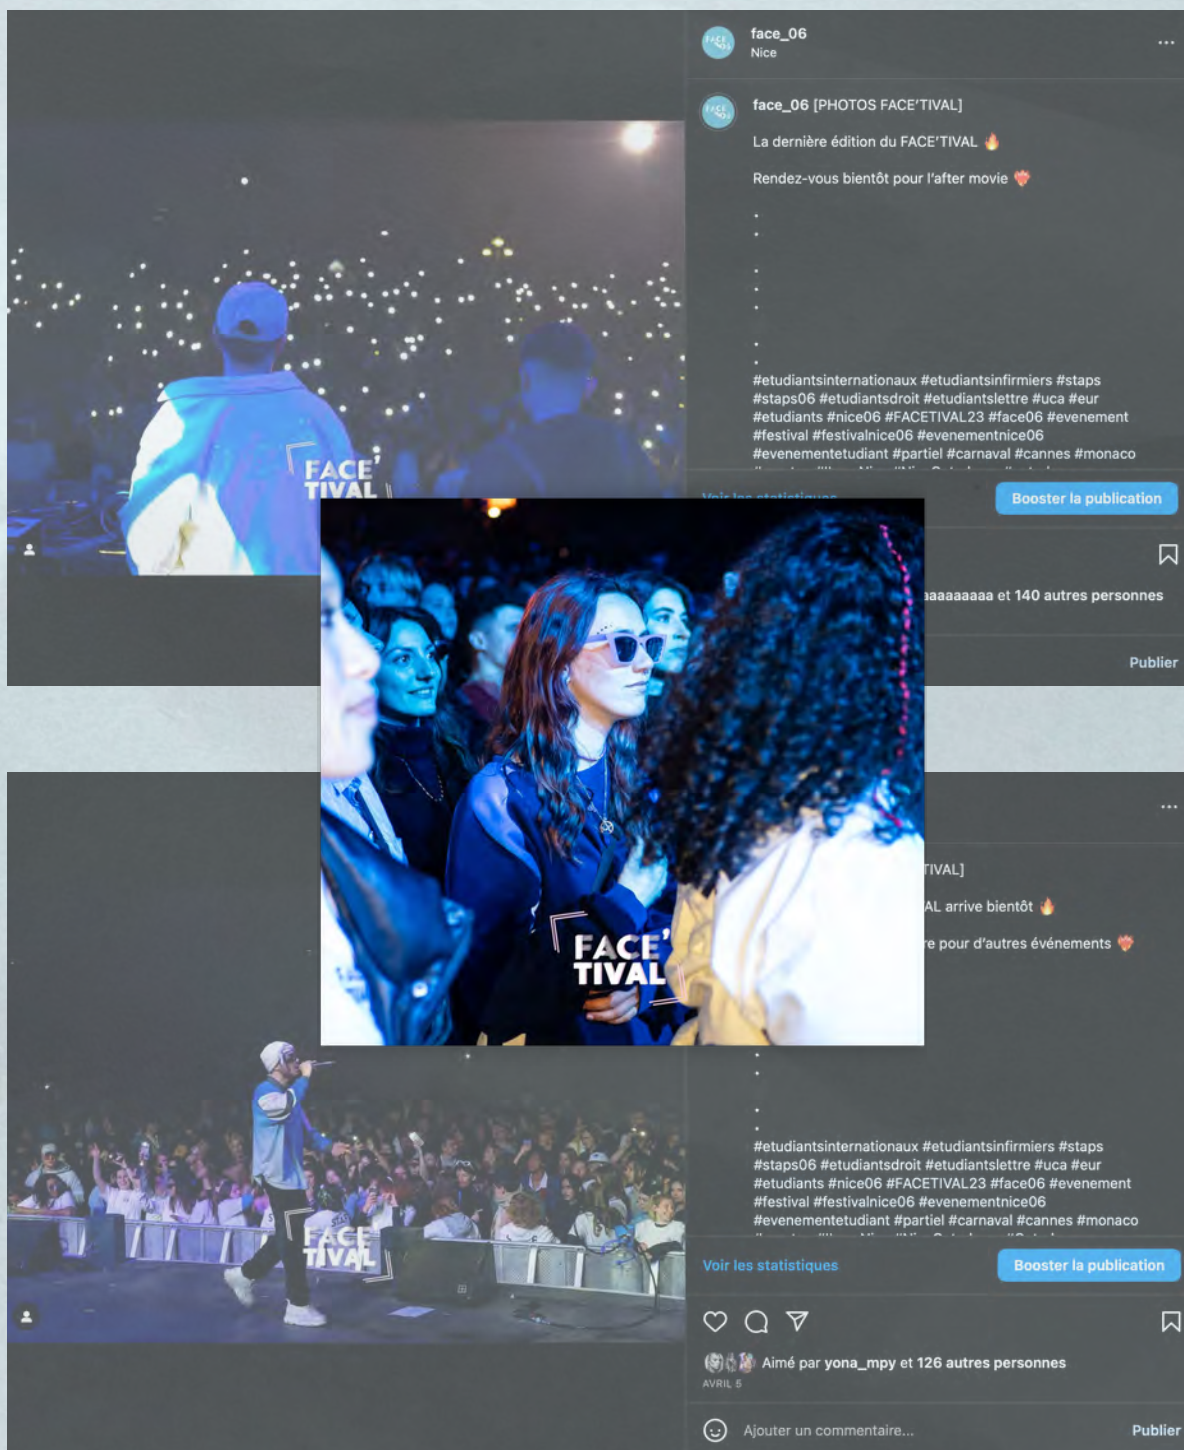 face_06
Nice
face_06 [PHOTOS FACE'TIVAL]
La dernière édition du FACE'TIVAL 🔥
Rendez-vous bientôt pour l'after movie ❤️‍🔥
.
.
.
.
.
.
.
#etudiantsinternationaux #etudiantsinfirmiers #staps
#staps06 #etudiantsdroit #etudiantslettre #uca #eur
#etudiants #nice06 #FACETIVAL23 #face06 #evenement
#festival #festivalnice06 #evenementnice06
#evenementetudiant #partiel #carnaval #cannes #monaco
FACE'
TIVAL
Voir les statistiques
Booster la publication
aaaaaaaaa et 140 autres personnes
Publier
FACE'
TIVAL
TIVAL]
AL arrive bientôt 🔥
re pour d'autres événements ❤️‍🔥
.
.
.
.
#etudiantsinternationaux #etudiantsinfirmiers #staps
#staps06 #etudiantsdroit #etudiantslettre #uca #eur
#etudiants #nice06 #FACETIVAL23 #face06 #evenement
#festival #festivalnice06 #evenementnice06
#evenementetudiant #partiel #carnaval #cannes #monaco
FACE'
TIVAL
Voir les statistiques
Booster la publication
Aimé par yona_mpy et 126 autres personnes
AVRIL 5
Ajouter un commentaire...
Publier